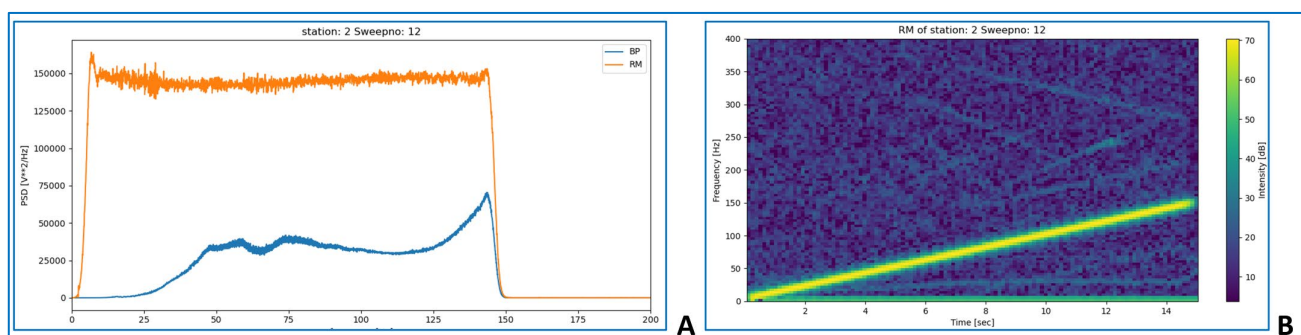 station: 2 Sweepno: 12
PSD [V**2/Hz]
150000
125000
100000
75000
50000
25000
0
0 25 50 75 100 125 150 175 200
BP
RM
A
RM of station: 2 Sweepno: 12
Frequency [Hz]
400
350
300
250
200
150
100
50
0
2 4 6 8 10 12 14
Time [sec]
70
60
50
40
30
20
10
Intensity [dB]
B